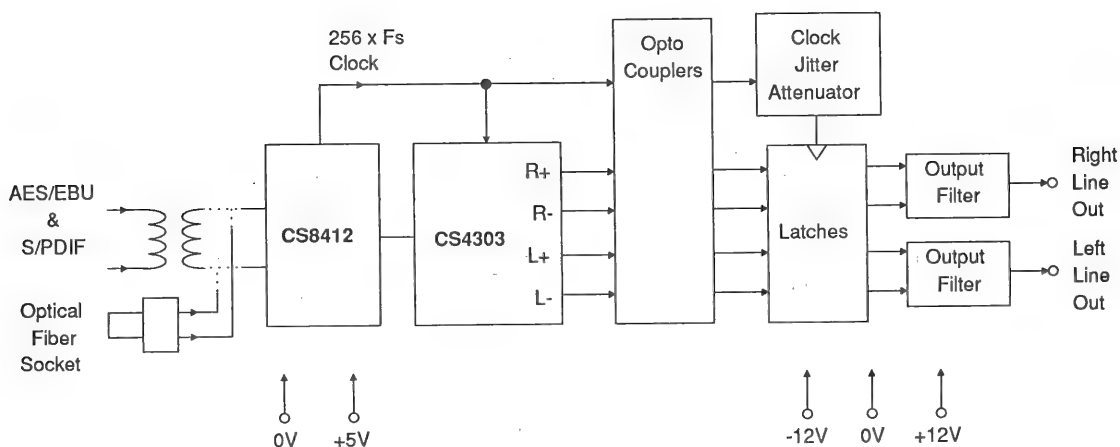 256 x Fs
Clock
Opto
Couplers
Clock
Jitter
Attenuator
AES/EBU
&
S/PDIF
Optical
Fiber
Socket
CS8412
CS4303
R+
R-
L+
L-
Latches
Output
Filter
Output
Filter
Right
Line
Out
Left
Line
Out
0V
+5V
-12V
0V
+12V